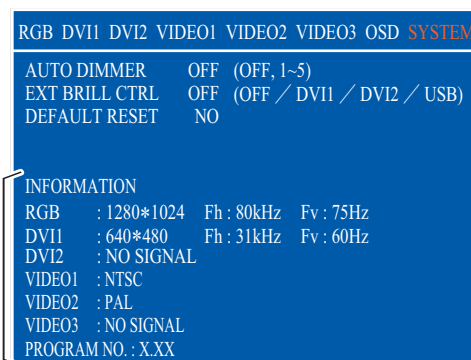 RGB DVI1 DVI2 VIDEO1 VIDEO2 VIDEO3 OSD SYSTEM
AUTO DIMMER OFF (OFF, 1~5)
EXT BRILL CTRL OFF (OFF／DVI1／DVI2／USB)
DEFAULT RESET NO
INFORMATION
RGB : 1280*1024 Fh : 80kHz Fv : 75Hz
DVI1 : 640*480 Fh : 31kHz Fv : 60Hz
DVI2 : NO SIGNAL
VIDEO1 : NTSC
VIDEO2 : PAL
VIDEO3 : NO SIGNAL
PROGRAM NO. : X.XX